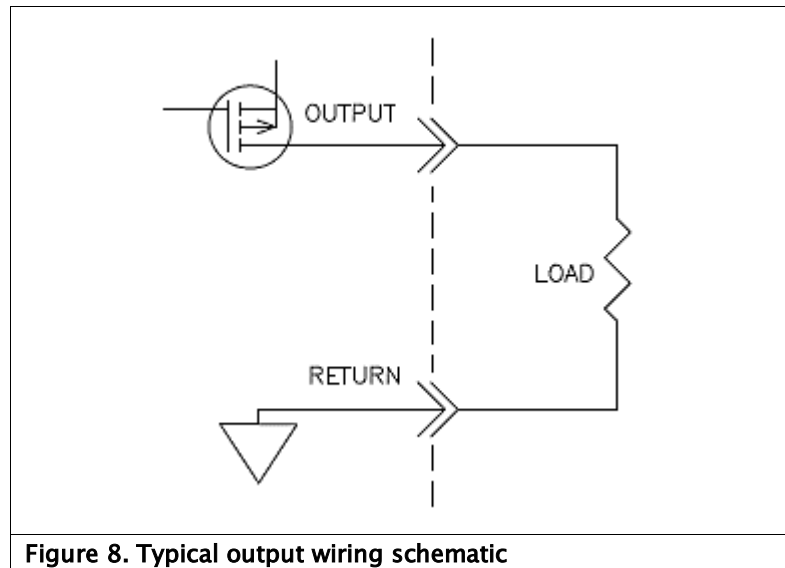 OUTPUT
LOAD
RETURN
Figure 8. Typical output wiring schematic